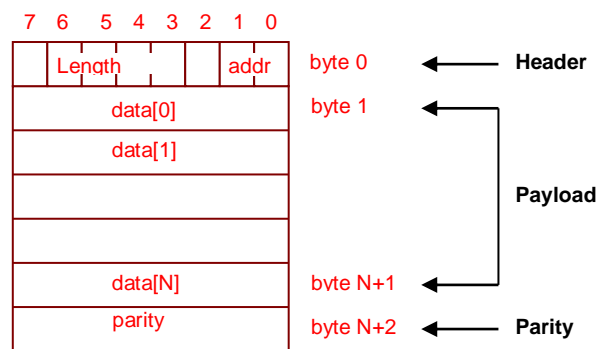 7 6 5 4 3 2 1 0
Length addr byte 0 Header
data[0] byte 1
data[1]
Payload
data[N] byte N+1
parity byte N+2 Parity